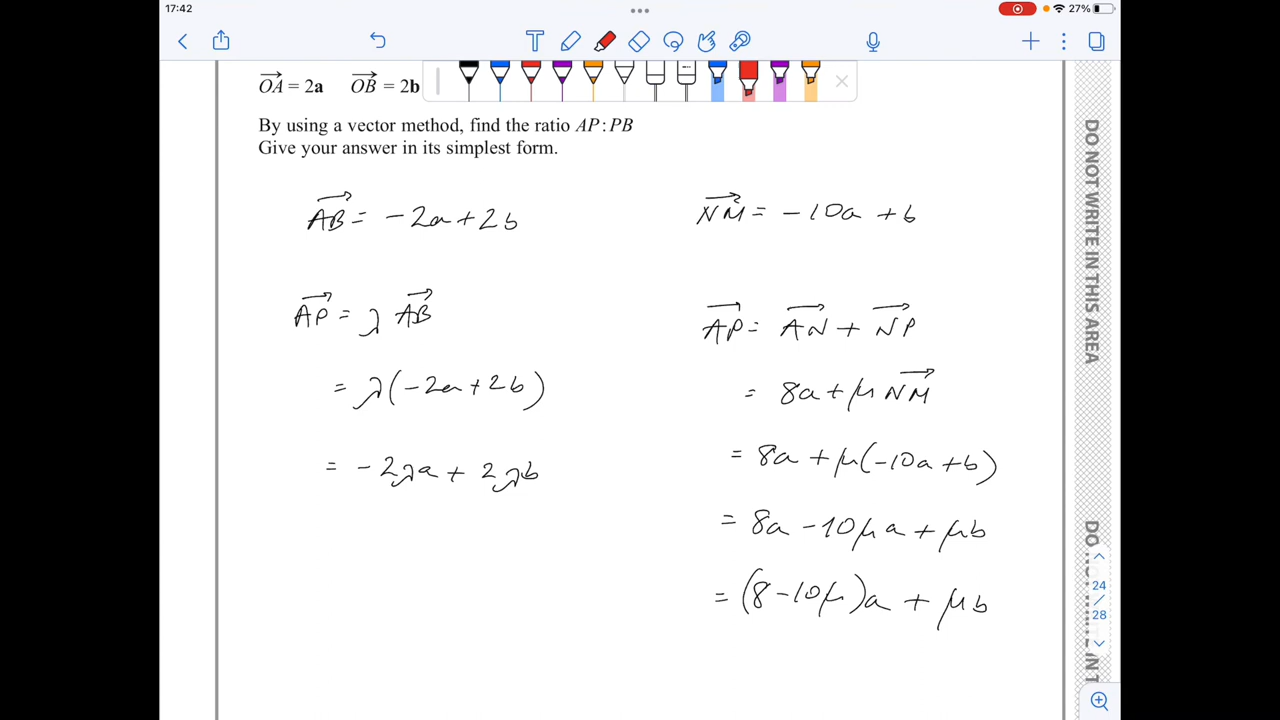 17:42
27%
OA = 2a OB = 2b
By using a vector method, find the ratio AP : PB
Give your answer in its simplest form.
AB = -2a + 2b
AP = λ AB
= λ(-2a + 2b)
= -2λa + 2λb
NM = -10a + b
AP = AN + NP
= 8a + μNM
= 8a + μ(-10a + b)
= 8a - 10μa + μb
= (8 - 10μ)a + μb
DO NOT WRITE IN THIS AREA
24
/
28